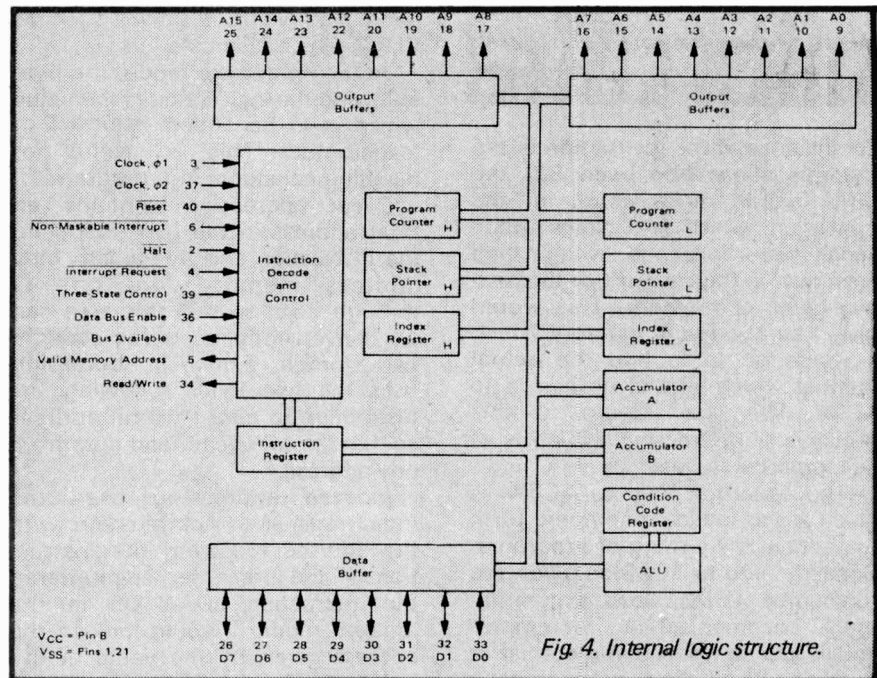 A15 A14 A13 A12 A11 A10 A9 A8 A7 A6 A5 A4 A3 A2 A1 A0
25 24 23 22 20 19 18 17 16 15 14 13 12 11 10 9
Output Buffers
Output Buffers
Clock, φ1 3
Clock, φ2 37
Reset 40
Non-Maskable Interrupt 6
Halt 2
Interrupt Request 4
Three State Control 39
Data Bus Enable 36
Bus Available 7
Valid Memory Address 5
Read/Write 34
Instruction
Decode
and
Control
Program
Counter H
Program
Counter L
Stack
Pointer H
Stack
Pointer L
Index
Register H
Index
Register L
Accumulator
A
Instruction
Register
Accumulator
B
Condition
Code
Register
Data
Buffer
ALU
VCC = Pin 8
VSS = Pins 1,21
26 27 28 29 30 31 32 33
D7 D6 D5 D4 D3 D2 D1 D0
Fig. 4. Internal logic structure.